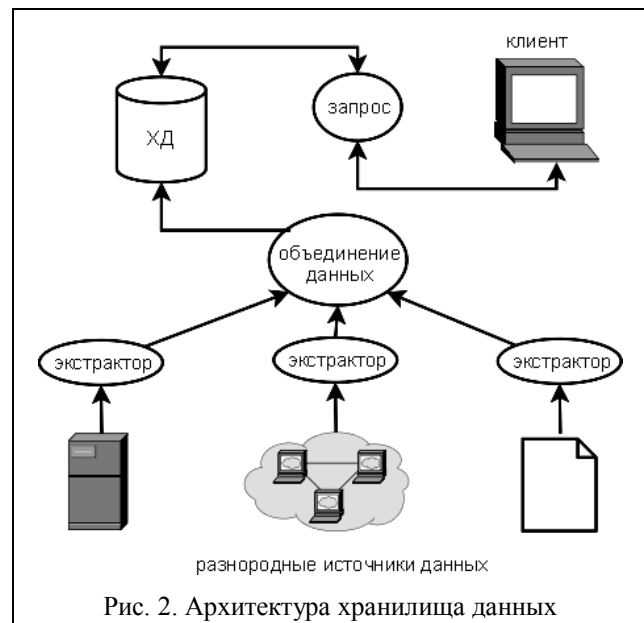 клиент
ХД
запрос
объединение
данных
экстрактор
экстрактор
экстрактор
разнородные источники данных
Рис. 2. Архитектура хранилища данных